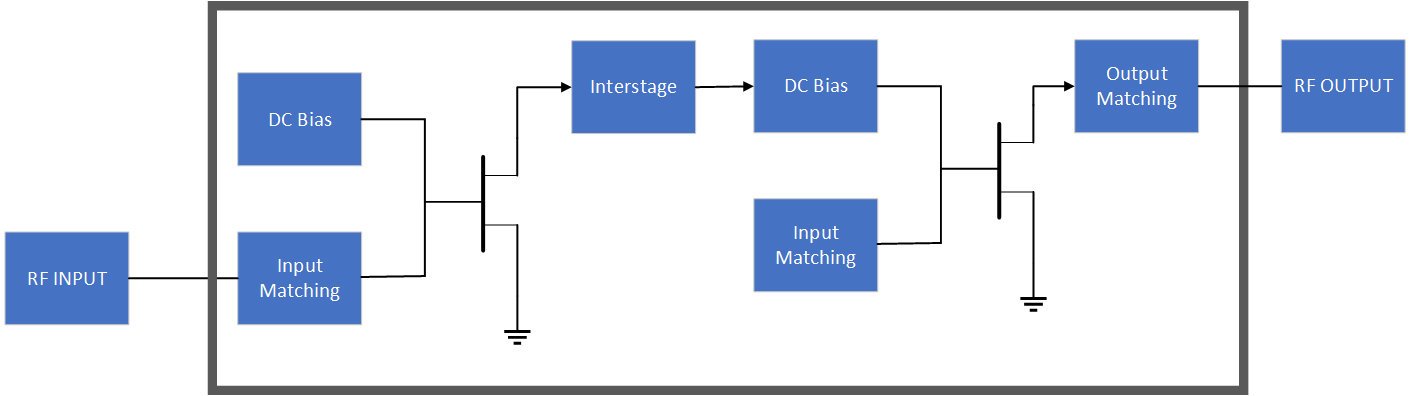 DC Bias
Interstage
DC Bias
Output
Matching
RF OUTPUT
RF INPUT
Input
Matching
Input
Matching